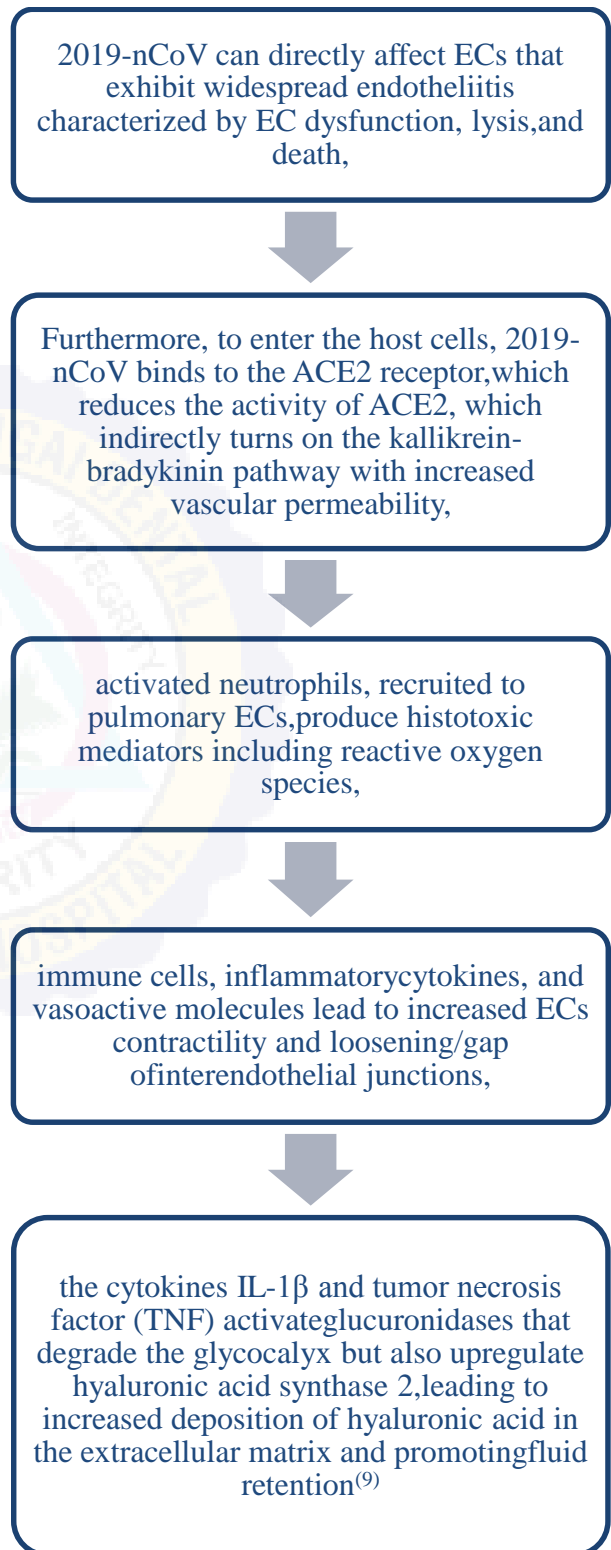 2019-nCoV can directly affect ECs that
exhibit widespread endotheliitis
characterized by EC dysfunction, lysis,and
death,
Furthermore, to enter the host cells, 2019-
nCoV binds to the ACE2 receptor,which
reduces the activity of ACE2, which
indirectly turns on the kallikrein-
bradykinin pathway with increased
vascular permeability,
activated neutrophils, recruited to
pulmonary ECs,produce histotoxic
mediators including reactive oxygen
species,
immune cells, inflammatorycytokines, and
vasoactive molecules lead to increased ECs
contractility and loosening/gap
ofinterendothelial junctions,
the cytokines IL-1β and tumor necrosis
factor (TNF) activateglucuronidases that
degrade the glycocalyx but also upregulate
hyaluronic acid synthase 2,leading to
increased deposition of hyaluronic acid in
the extracellular matrix and promotingfluid
retention(9)
DENTAL
INTEGRITY
HOSPITAL